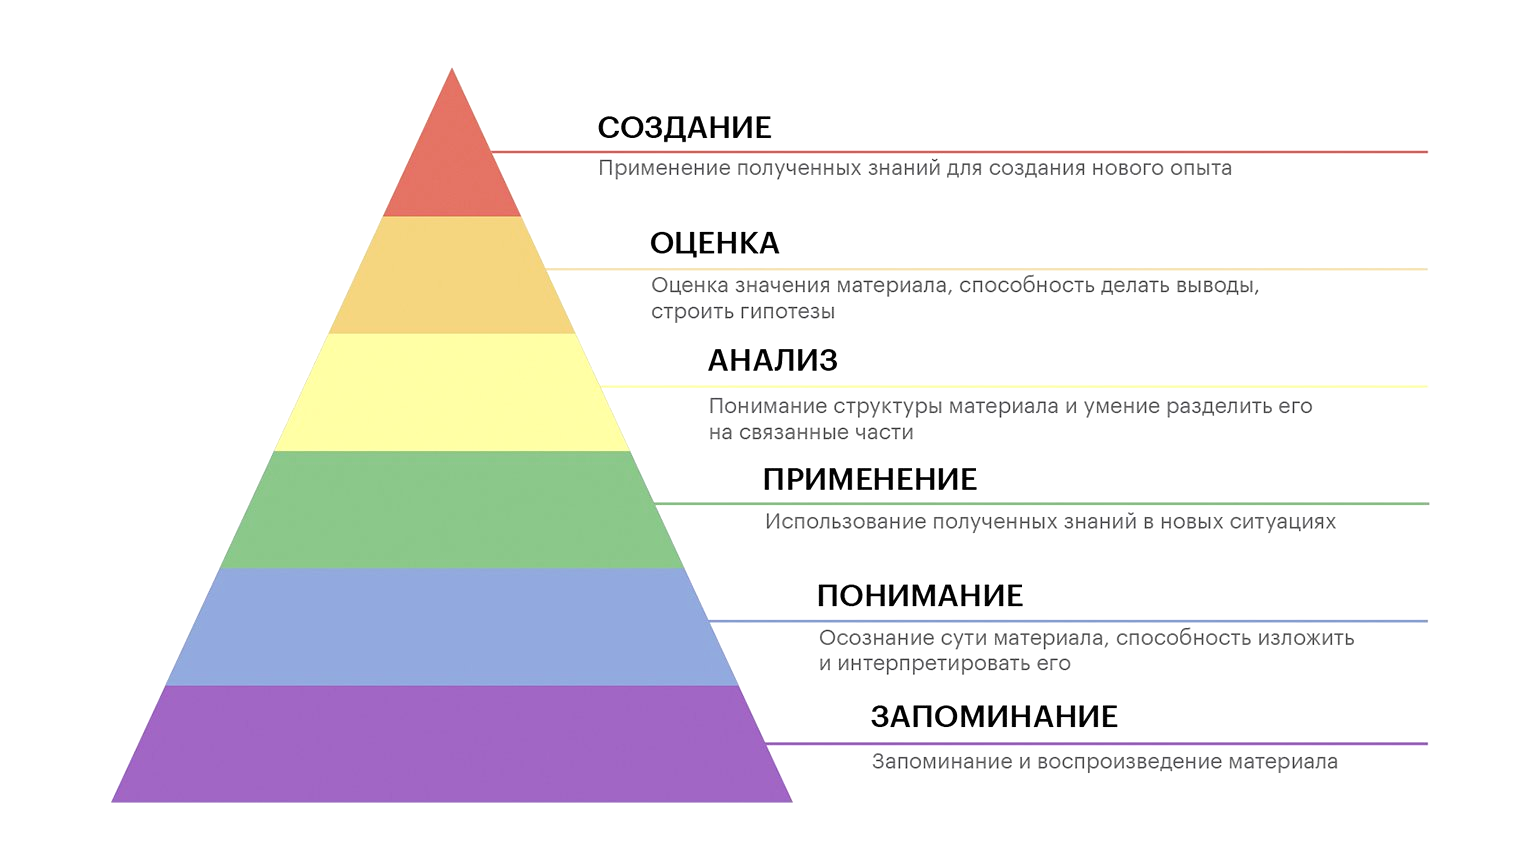 СОЗДАНИЕ
Применение полученных знаний для создания нового опыта
ОЦЕНКА
Оценка значения материала, способность делать выводы,
строить гипотезы
АНАЛИЗ
Понимание структуры материала и умение разделить его
на связанные части
ПРИМЕНЕНИЕ
Использование полученных знаний в новых ситуациях
ПОНИМАНИЕ
Осознание сути материала, способность изложить
и интерпретировать его
ЗАПОМИНАНИЕ
Запоминание и воспроизведение материала